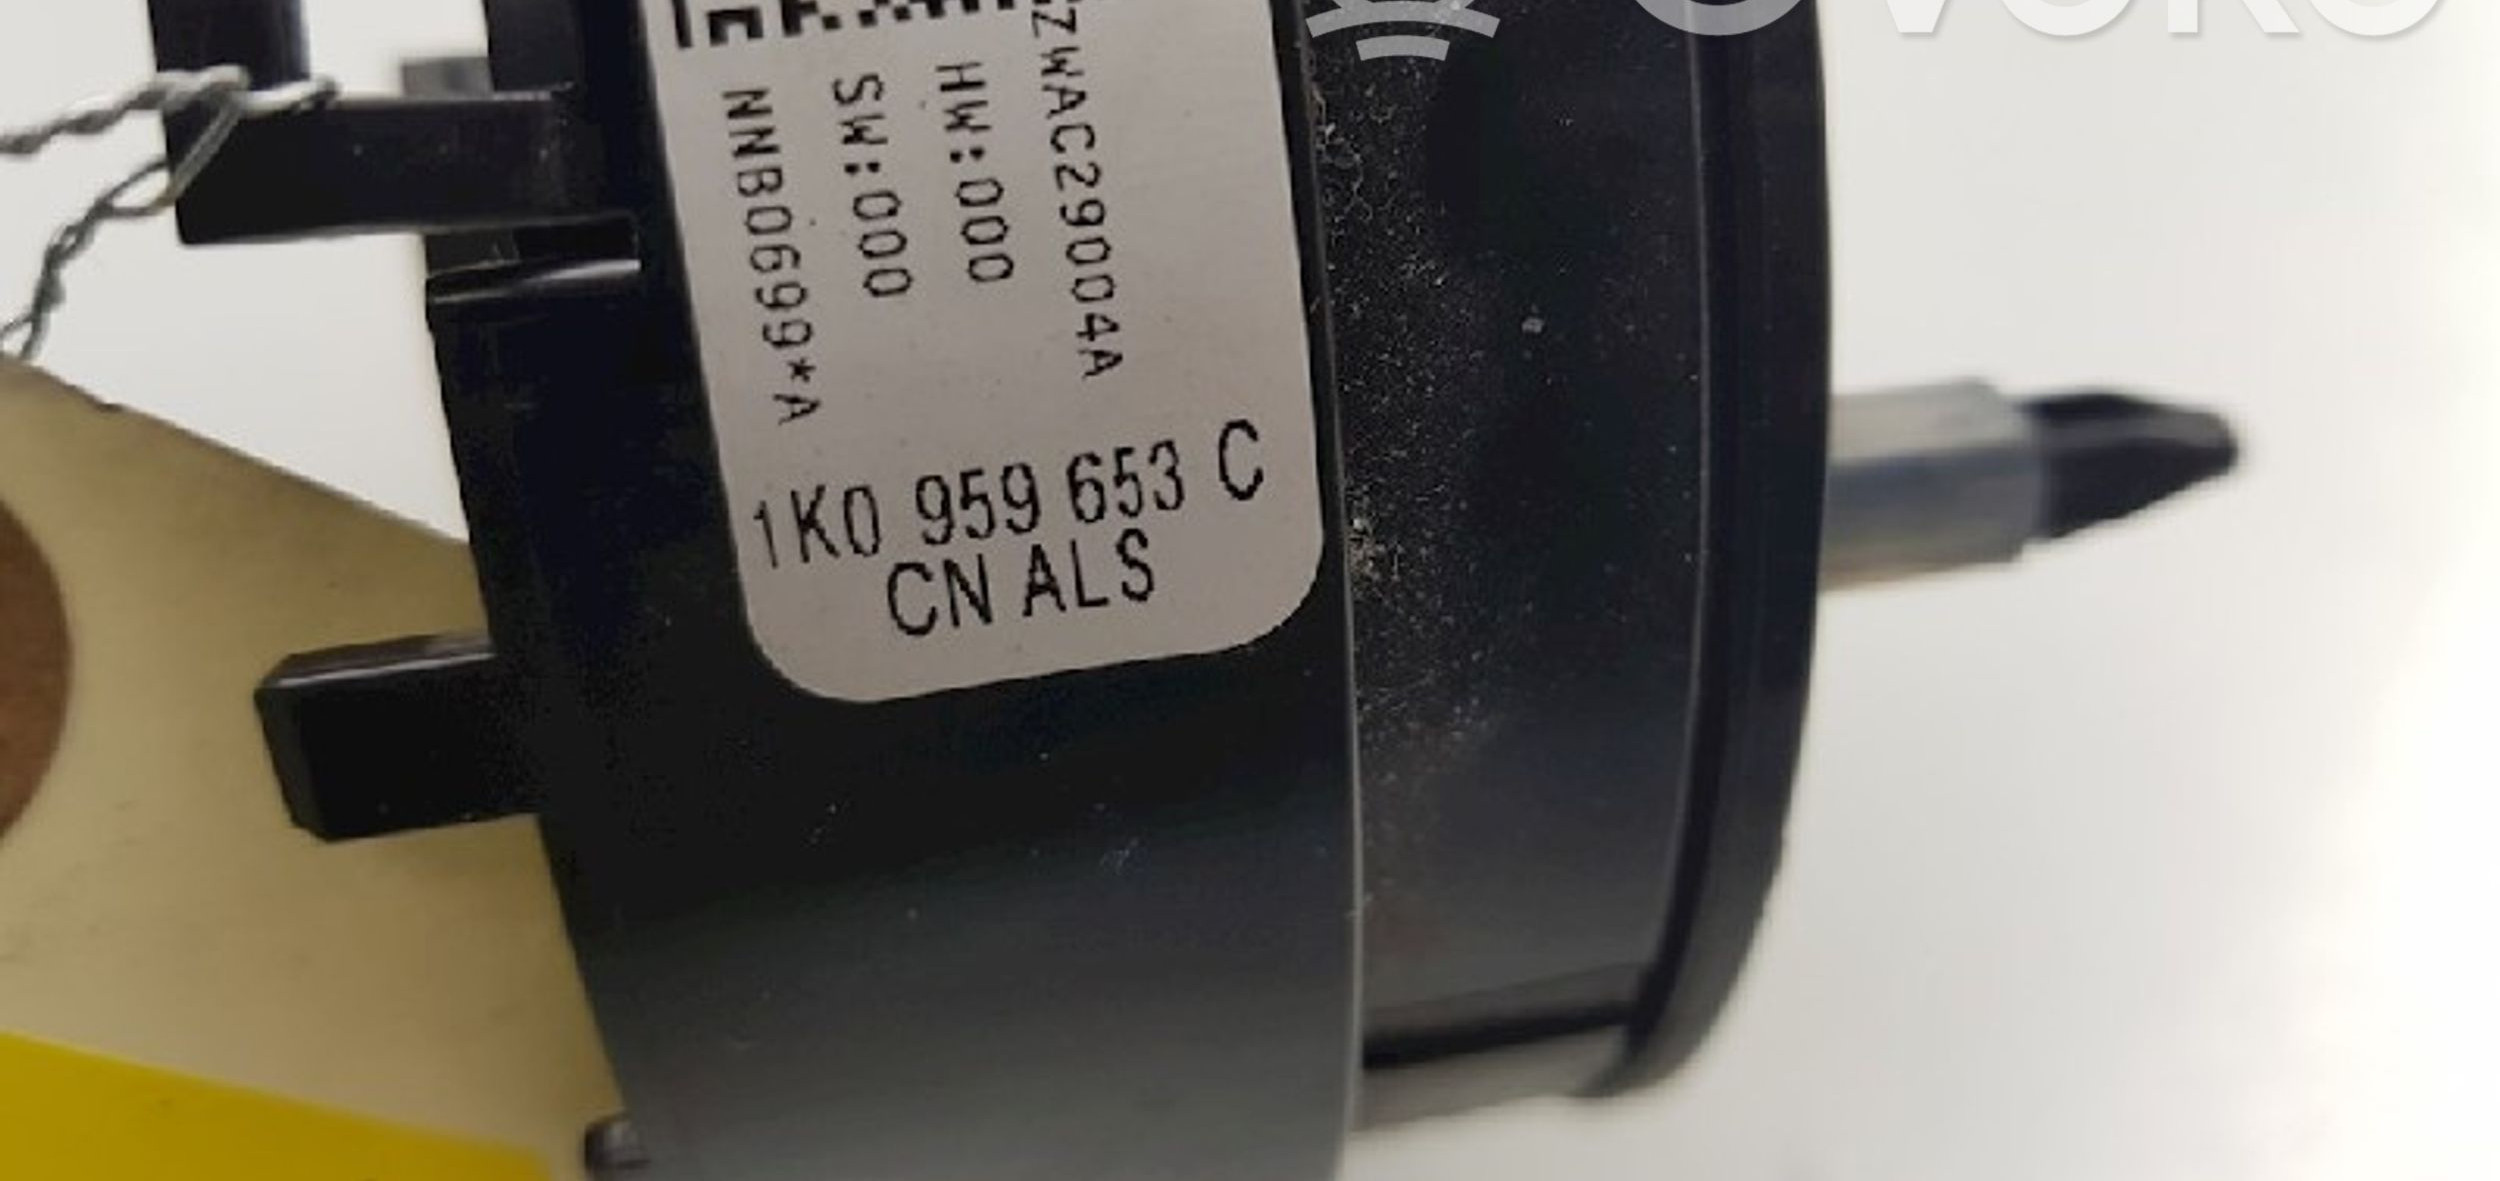 ZWAC29004A
HW:000
SW:000
NNB0699*A
1K0 959 653 C
CN ALS